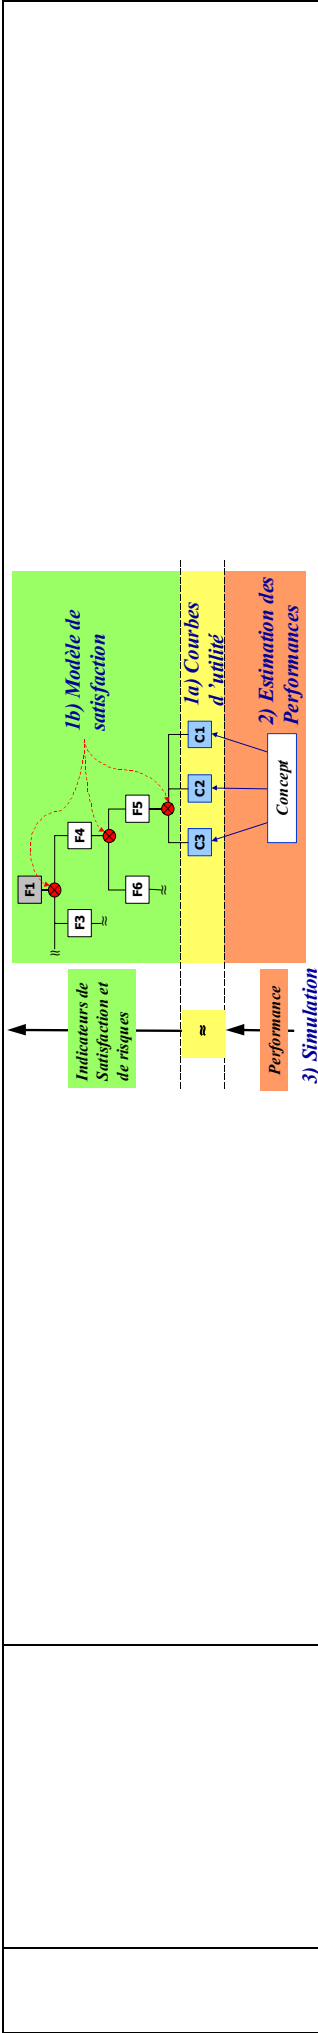 Indicateurs de
Satisfaction et
de risques
≈
Performance
3) Simulation
F1
≈
F3
≈
F4
F6
≈
F5
1b) Modèle de
satisfaction
C3
C2
C1
1a) Courbes
d 'utilité
Concept
2) Estimation des
Performances